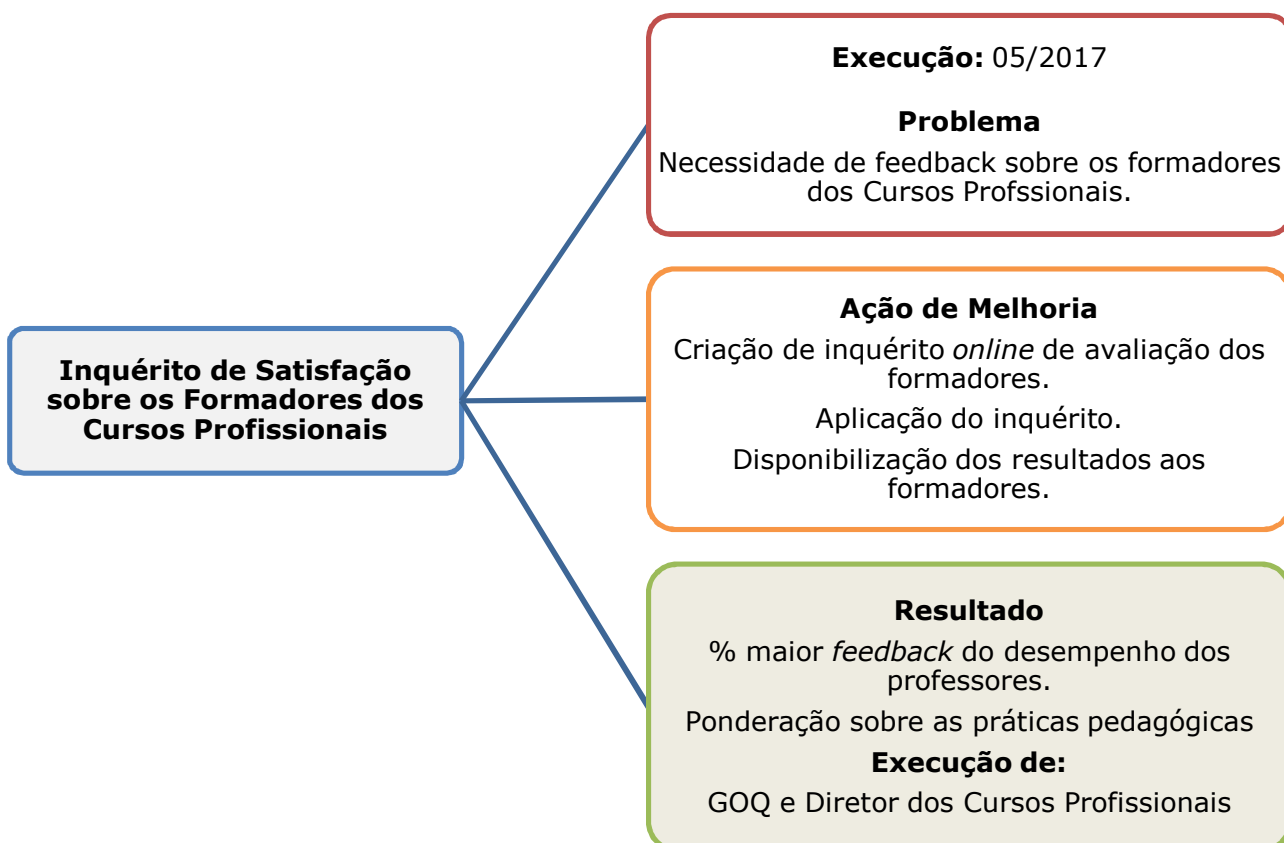 Inquérito de Satisfação
sobre os Formadores dos
Cursos Profissionais
Execução: 05/2017
Problema
Necessidade de feedback sobre os formadores
dos Cursos Profssionais.
Ação de Melhoria
Criação de inquérito online de avaliação dos
formadores.
Aplicação do inquérito.
Disponibilização dos resultados aos
formadores.
Resultado
% maior feedback do desempenho dos
professores.
Ponderação sobre as práticas pedagógicas
Execução de:
GOQ e Diretor dos Cursos Profissionais